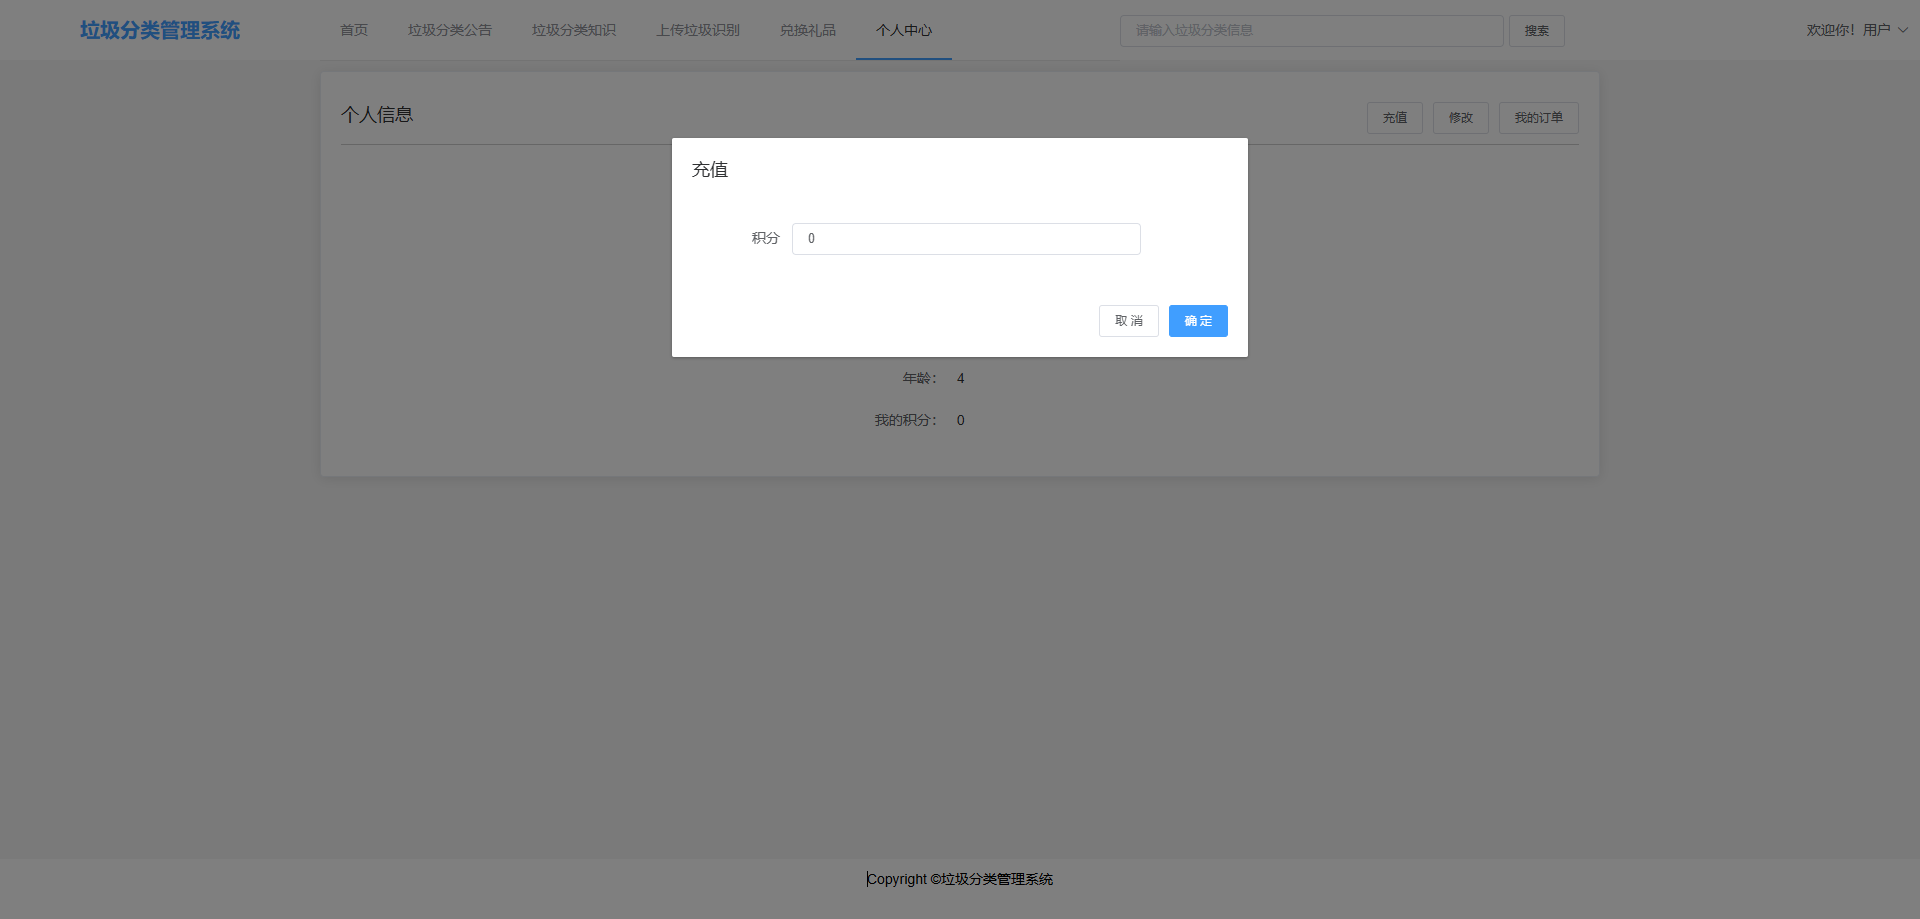 垃圾分类管理系统
首页 垃圾分类公告 垃圾分类知识 上传垃圾识别 兑换礼品 个人中心 请输入垃圾分类信息 搜索 欢迎你！用户
个人信息 充值 修改 我的订单
充值
积分 0
取 消 确 定
年龄： 4
我的积分： 0
Copyright ©垃圾分类管理系统